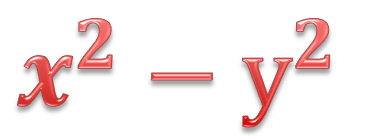 x² − y²